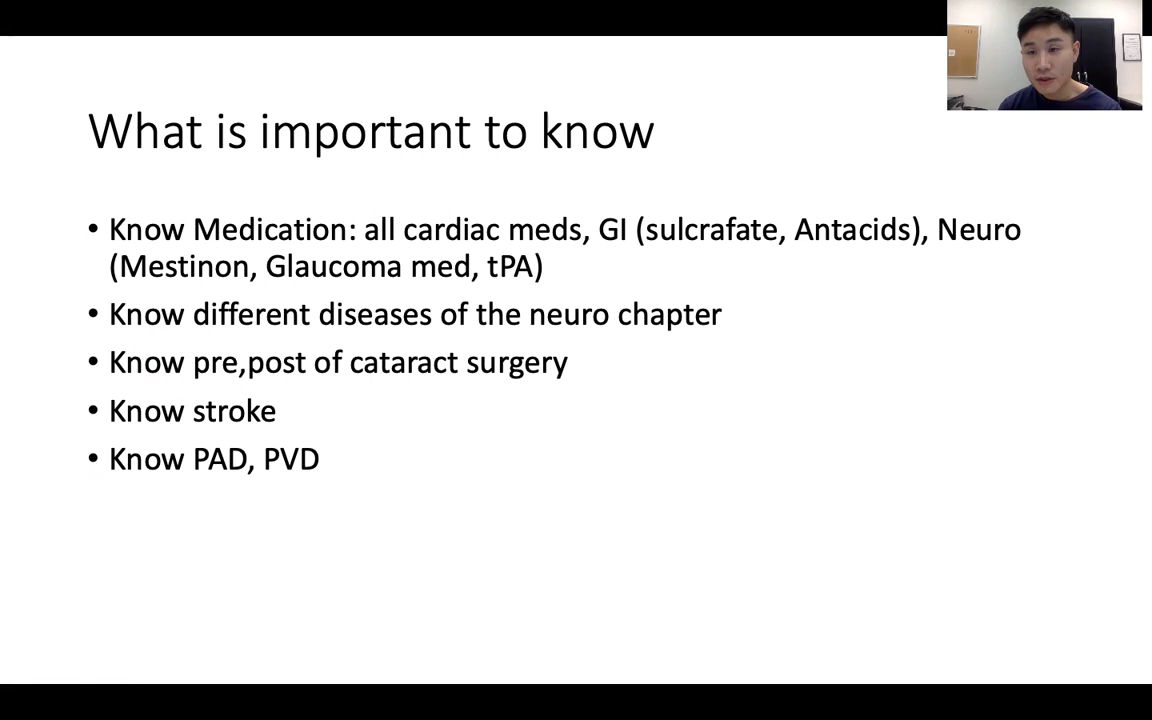 What is important to know
• Know Medication: all cardiac meds, GI (sulcrafate, Antacids), Neuro
(Mestinon, Glaucoma med, tPA)
• Know different diseases of the neuro chapter
• Know pre,post of cataract surgery
• Know stroke
• Know PAD, PVD